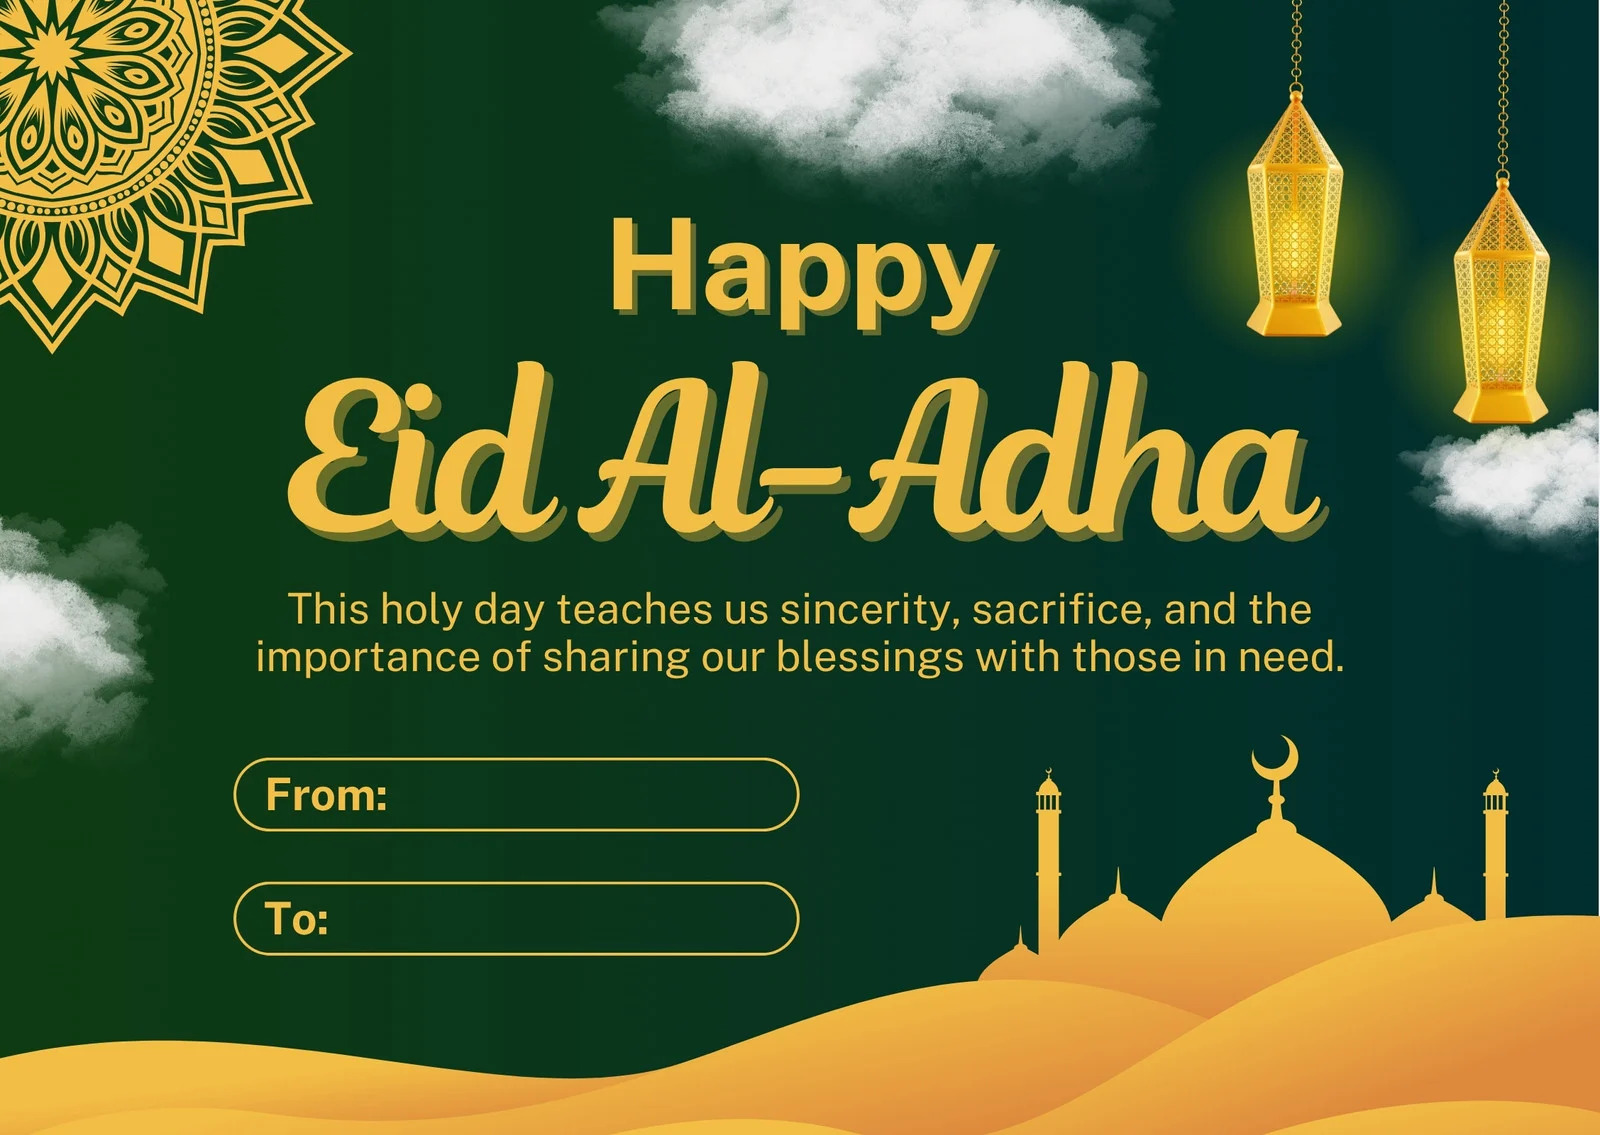 Happy
Eid Al-Adha
This holy day teaches us sincerity, sacrifice, and the
importance of sharing our blessings with those in need.
From:
To: